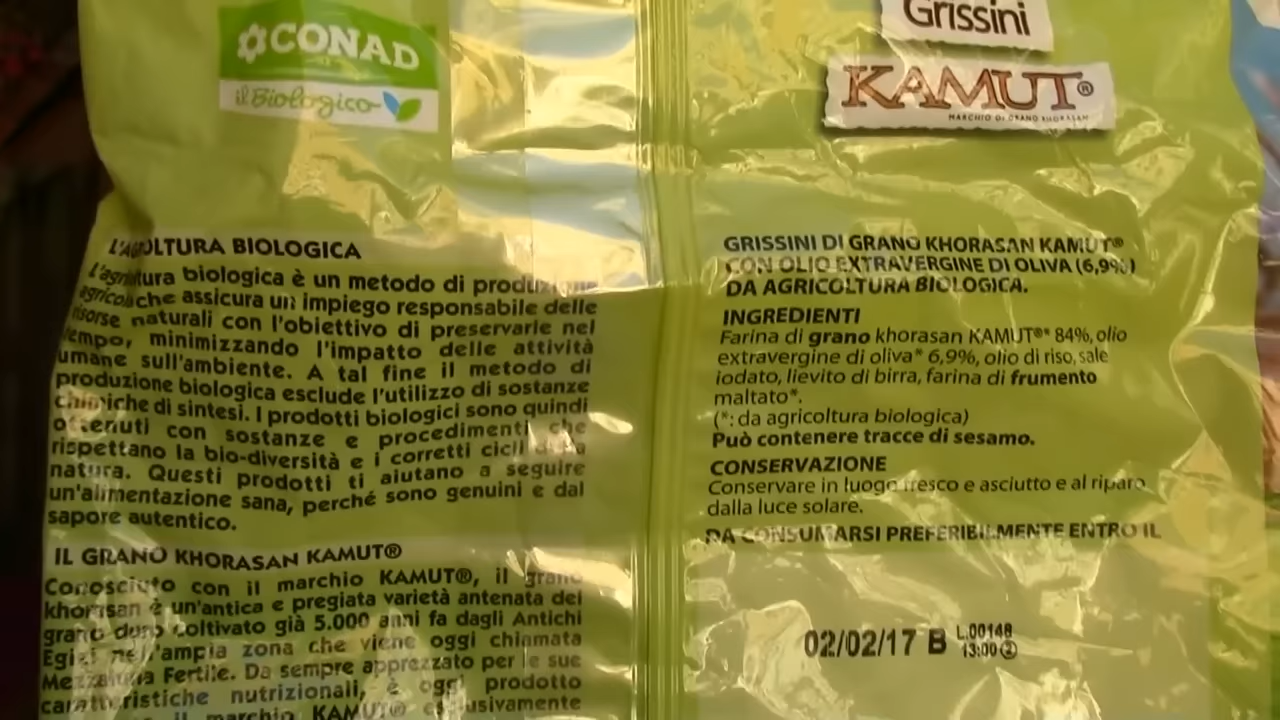 CONAD
il Biologico
L'AGRICOLTURA BIOLOGICA
L'agricoltura biologica è un metodo di produzione
agricola che assicura un impiego responsabile delle
risorse naturali con l'obiettivo di preservarle nel
tempo, minimizzando l'impatto delle attività
umane sull'ambiente. A tal fine il metodo di
produzione biologica esclude l'utilizzo di sostanze
chimiche di sintesi. I prodotti biologici sono quindi
ottenuti con sostanze e procedimenti che
rispettano la bio-diversità e i corretti cicli della
natura. Questi prodotti ti aiutano a seguire
un'alimentazione sana, perché sono genuini e dal
sapore autentico.
IL GRANO KHORASAN KAMUT®
Conosciuto con il marchio KAMUT®, il grano
khorasan è un'antica e pregiata varietà antenata del
grano duro coltivato già 5.000 anni fa dagli Antichi
Egizi nell'ampia zona che viene oggi chiamata
Mezzaluna Fertile. Da sempre apprezzato per le sue
caratteristiche nutrizionali, è oggi prodotto
il marchio KAMUT® esclusivamente
Grissini
KAMUT®
MARCHIO DI GRANO KHORASAN
GRISSINI DI GRANO KHORASAN KAMUT®
CON OLIO EXTRAVERGINE DI OLIVA (6,9%)
DA AGRICOLTURA BIOLOGICA.
INGREDIENTI
Farina di grano khorasan KAMUT®* 84%, olio
extravergine di oliva* 6,9%, olio di riso, sale
iodato, lievito di birra, farina di frumento
maltato*.
(*: da agricoltura biologica)
Può contenere tracce di sesamo.
CONSERVAZIONE
Conservare in luogo fresco e asciutto e al riparo
dalla luce solare.
DA CONSUMARSI PREFERIBILMENTE ENTRO IL
02/02/17 B L.00148
13:00 2